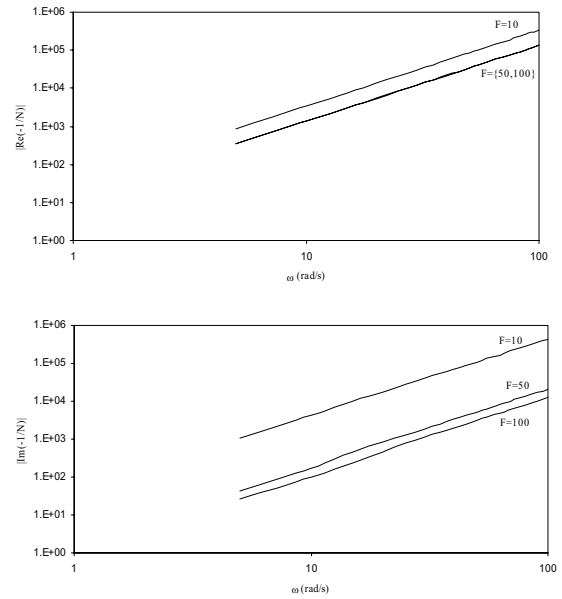 1.E+06
F=10
1.E+05
F={50,100}
1.E+04
|Re(-1/N)|
1.E+03
1.E+02
1.E+01
1.E+00
1
10
100
ω (rad/s)
1.E+06
F=10
1.E+05
F=50
1.E+04
F=100
|Im(-1/N)|
1.E+03
1.E+02
1.E+01
1.E+00
1
10
100
ω (rad/s)